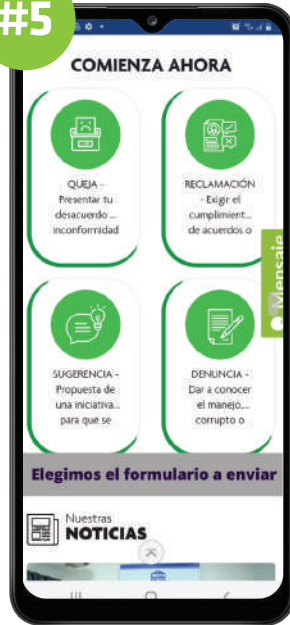 #5
COMIENZA AHORA
QUEJA -
Presentar tu
desacuerdo ...
inconformidad
RECLAMACIÓN
- Exigir el
cumplimient...
de acuerdos o
Mensaje
SUGERENCIA -
Propuesta de
una iniciativa...
para que se
DENUNCIA -
Dar a conocer
el manejo,...
corrupto o
Elegimos el formulario a enviar
Nuestras
NOTICIAS